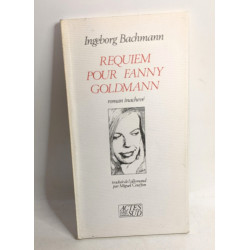 Ingeborg Bachmann
REQUIEM
POUR FANNY
GOLDMANN
roman inachevé
traduit de l'allemand
par Miguel Couffon
ACTES
SUD